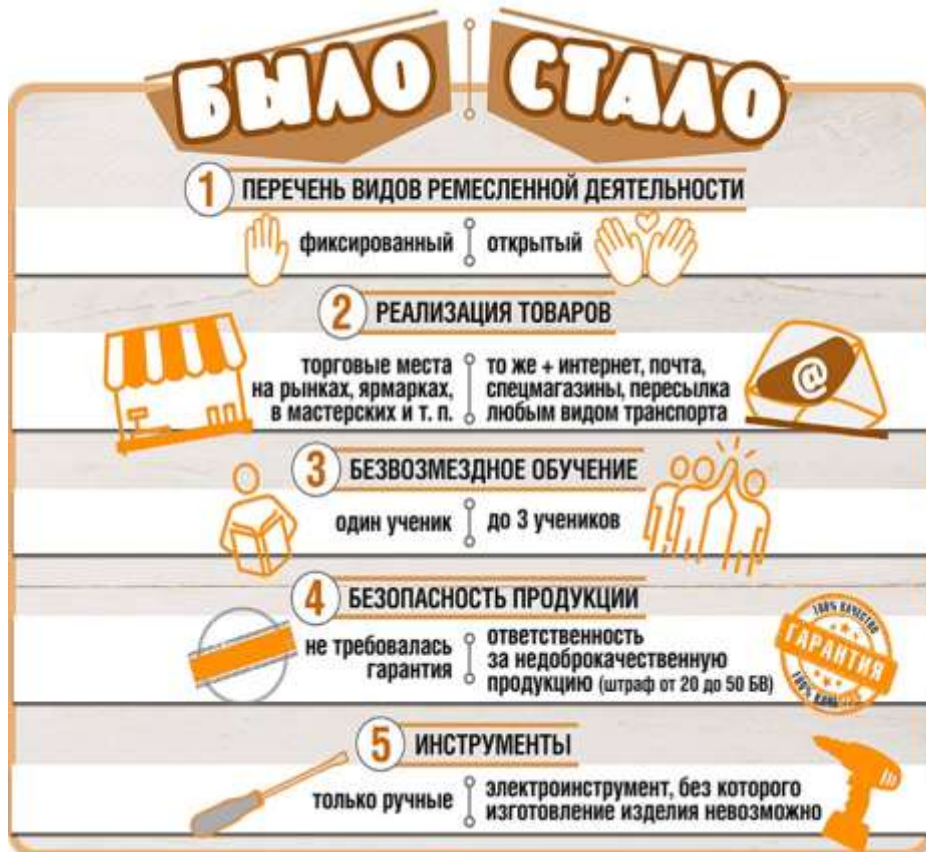 БЫЛО СТАЛО
1 ПЕРЕЧЕНЬ ВИДОВ РЕМЕСЛЕННОЙ ДЕЯТЕЛЬНОСТИ
фиксированный
открытый
2 РЕАЛИЗАЦИЯ ТОВАРОВ
торговые места
на рынках, ярмарках,
в мастерских и т. п.
то же + интернет, почта,
спецмагазины, пересылка
любым видом транспорта
@
3 БЕЗВОЗМЕЗДНОЕ ОБУЧЕНИЕ
один ученик
до 3 учеников
4 БЕЗОПАСНОСТЬ ПРОДУКЦИИ
не требовалась
гарантия
ответственность
за недоброкачественную
продукцию (штраф от 20 до 50 БВ)
100% КАЧЕСТВО
ГАРАНТИЯ
5 ИНСТРУМЕНТЫ
только ручные
электроинструмент, без которого
изготовление изделия невозможно